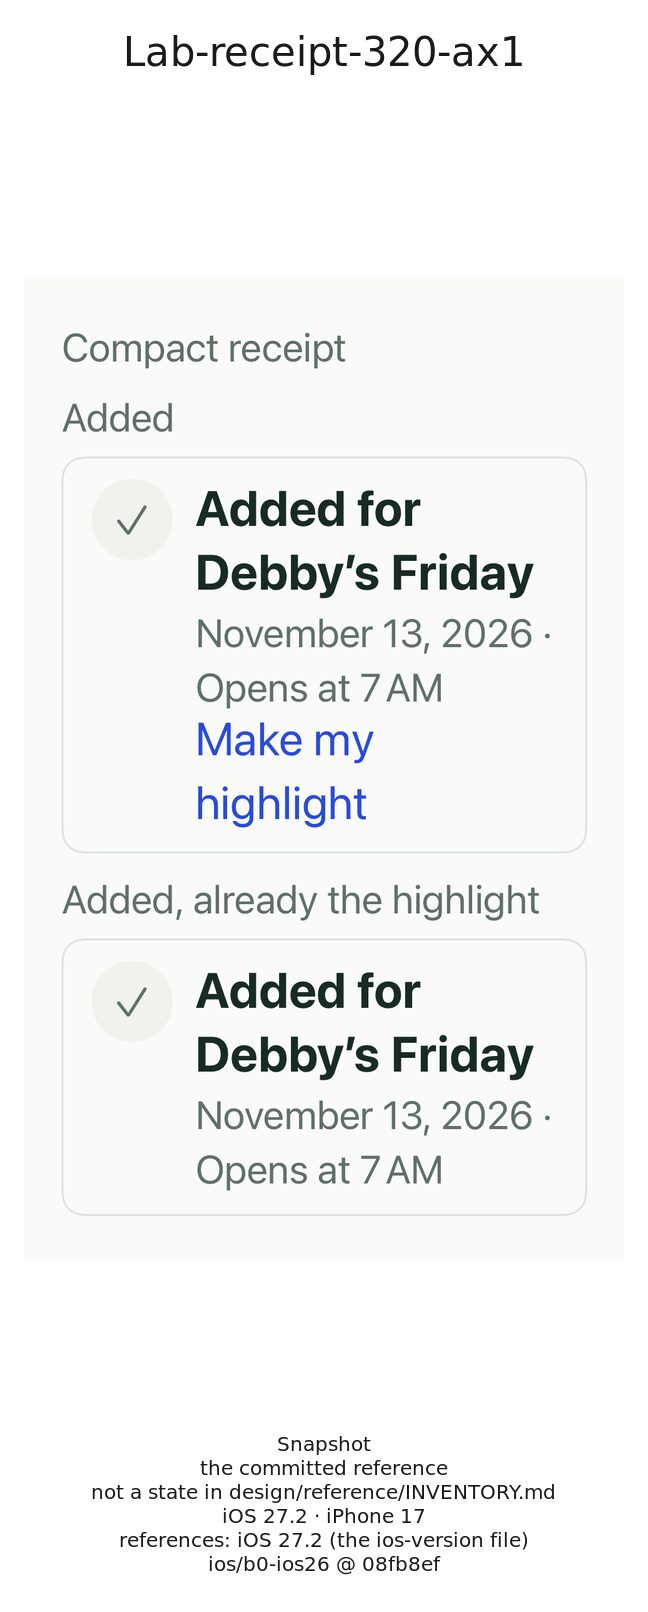 Lab-receipt-320-ax1
Compact receipt
Added
Added for
Debby’s Friday
November 13, 2026 ·
Opens at 7 AM
Make my
highlight
Added, already the highlight
Added for
Debby’s Friday
November 13, 2026 ·
Opens at 7 AM
Snapshot
the committed reference
not a state in design/reference/INVENTORY.md
iOS 27.2 · iPhone 17
references: iOS 27.2 (the ios-version file)
ios/b0-ios26 @ 08fb8ef